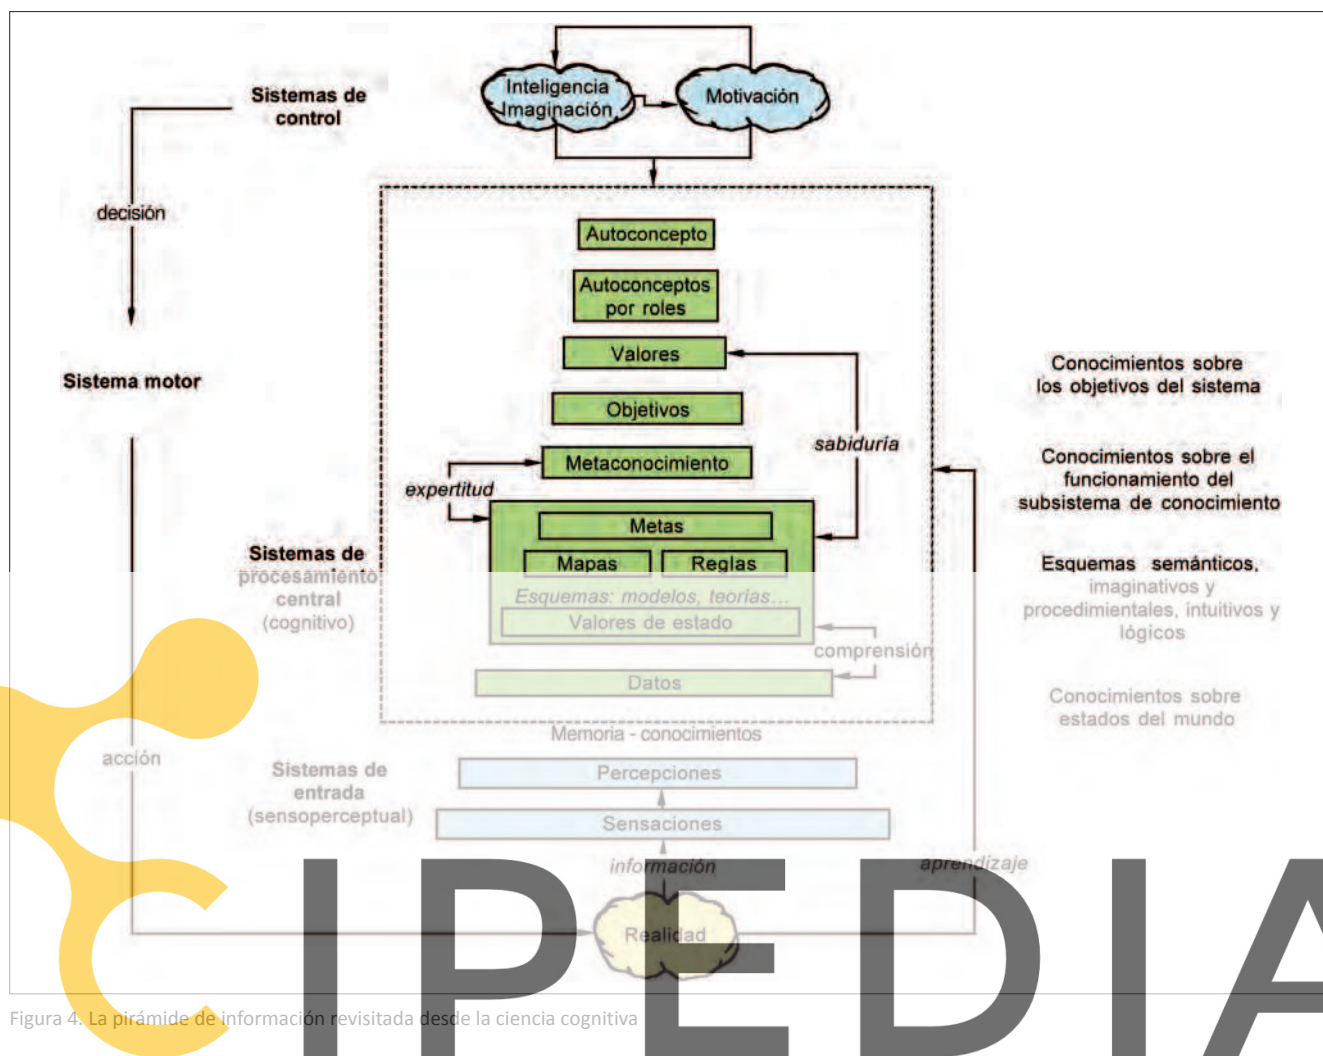 Inteligencia
Imaginación
Motivación
Sistemas de
control
decisión
Autoconcepto
Autoconceptos
por roles
Valores
Sistema motor
Conocimientos sobre
los objetivos del sistema
Objetivos
sabiduría
Metaconocimiento
Conocimientos sobre el
funcionamiento del
subsistema de conocimiento
expertitud
Metas
Mapas
Reglas
Sistemas de
procesamiento
central
(cognitivo)
Esquemas: modelos, teorías...
Valores de estado
Esquemas semánticos,
imaginativos y
procedimientales, intuitivos y
lógicos
comprensión
Datos
Conocimientos sobre
estados del mundo
Memoria - conocimientos
acción
Sistemas de
entrada
(sensoperceptual)
Percepciones
Sensaciones
información
aprendizaje
Realidad
CIPEDIA
Figura 4. La pirámide de información revisitada desde la ciencia cognitiva